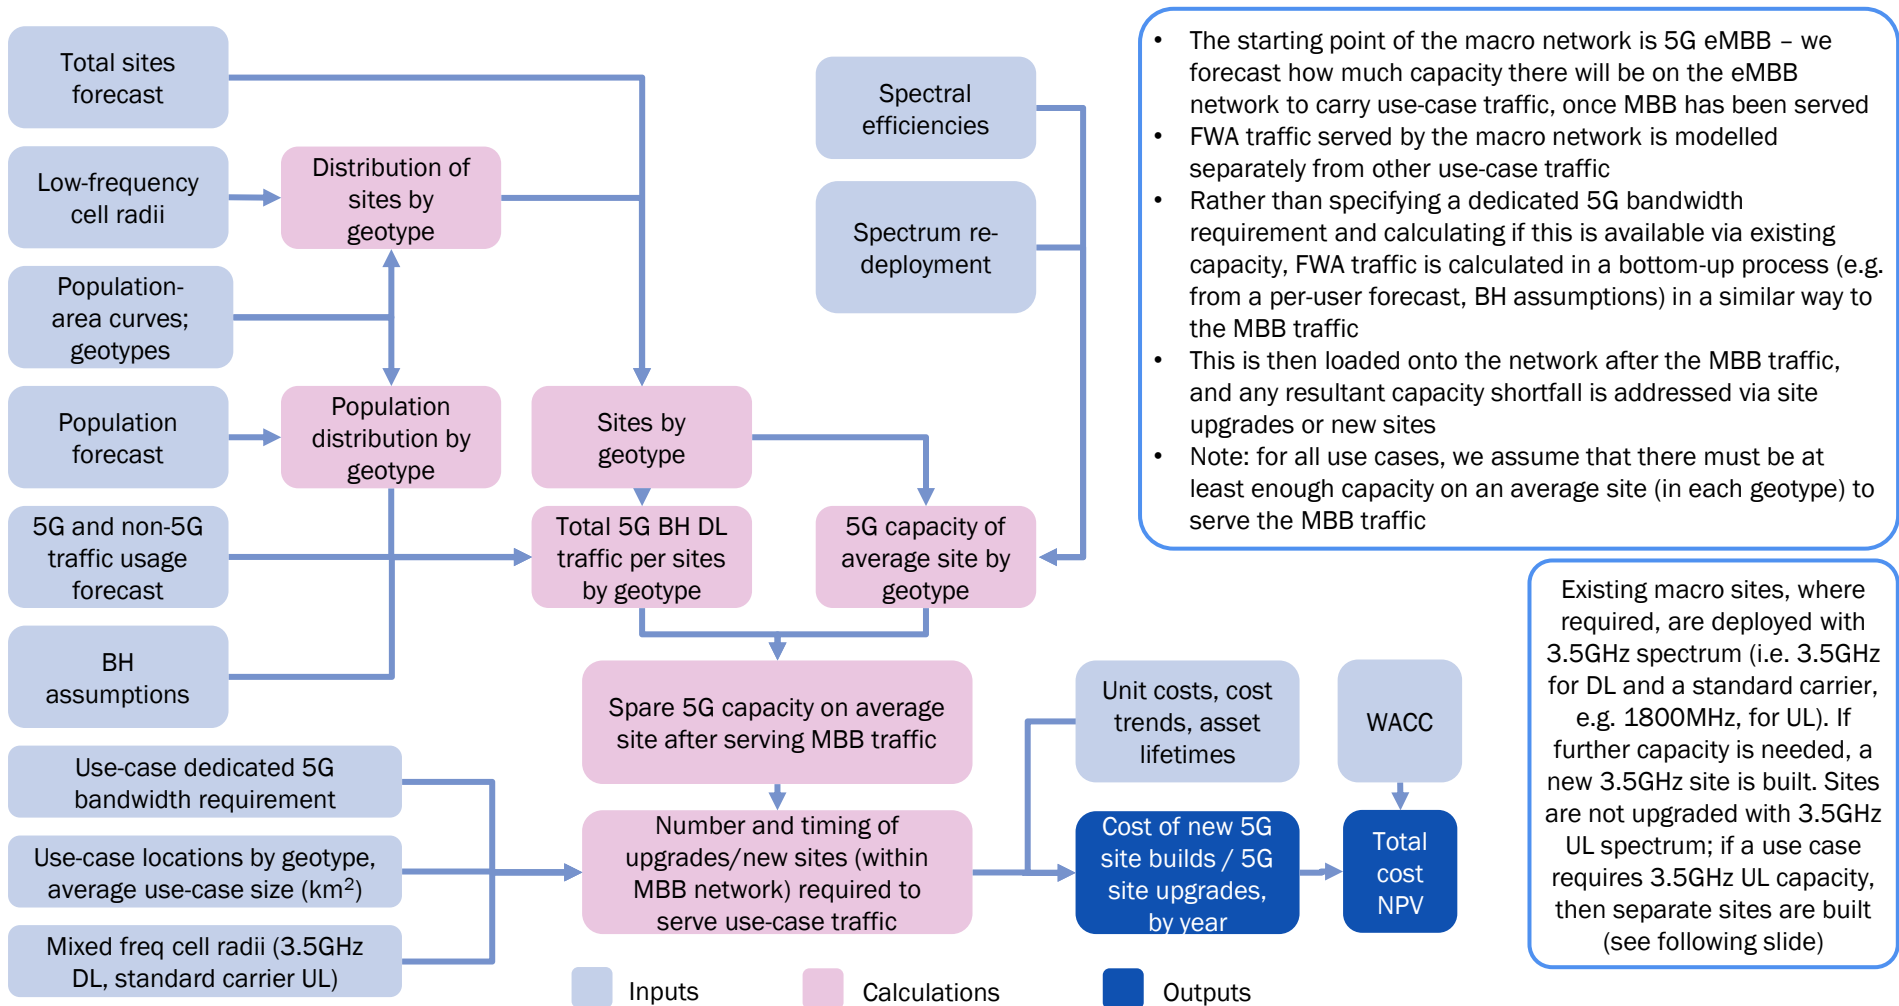 Total sites
forecast
Low-frequency
cell radii
Population-
area curves;
geotypes
Population
forecast
5G and non-5G
traffic usage
forecast
BH
assumptions
Use-case dedicated 5G
bandwidth requirement
Use-case locations by geotype,
average use-case size (km²)
Mixed freq cell radii (3.5GHz
DL, standard carrier UL)
Distribution of
sites by
geotype
Population
distribution by
geotype
Sites by
geotype
Total 5G BH DL
traffic per sites
by geotype
Spectral
efficiencies
Spectrum re-
deployment
5G capacity of
average site by
geotype
Spare 5G capacity on average
site after serving MBB traffic
Number and timing of
upgrades/new sites (within
MBB network) required to
serve use-case traffic
Unit costs, cost
trends, asset
lifetimes
WACC
Cost of new 5G
site builds / 5G
site upgrades,
by year
Total
cost
NPV
• The starting point of the macro network is 5G eMBB – we
forecast how much capacity there will be on the eMBB
network to carry use-case traffic, once MBB has been served
• FWA traffic served by the macro network is modelled
separately from other use-case traffic
• Rather than specifying a dedicated 5G bandwidth
requirement and calculating if this is available via existing
capacity, FWA traffic is calculated in a bottom-up process (e.g.
from a per-user forecast, BH assumptions) in a similar way to
the MBB traffic
• This is then loaded onto the network after the MBB traffic,
and any resultant capacity shortfall is addressed via site
upgrades or new sites
• Note: for all use cases, we assume that there must be at
least enough capacity on an average site (in each geotype) to
serve the MBB traffic
Existing macro sites, where
required, are deployed with
3.5GHz spectrum (i.e. 3.5GHz
for DL and a standard carrier,
e.g. 1800MHz, for UL). If
further capacity is needed, a
new 3.5GHz site is built. Sites
are not upgraded with 3.5GHz
UL spectrum; if a use case
requires 3.5GHz UL capacity,
then separate sites are built
(see following slide)
Inputs
Calculations
Outputs